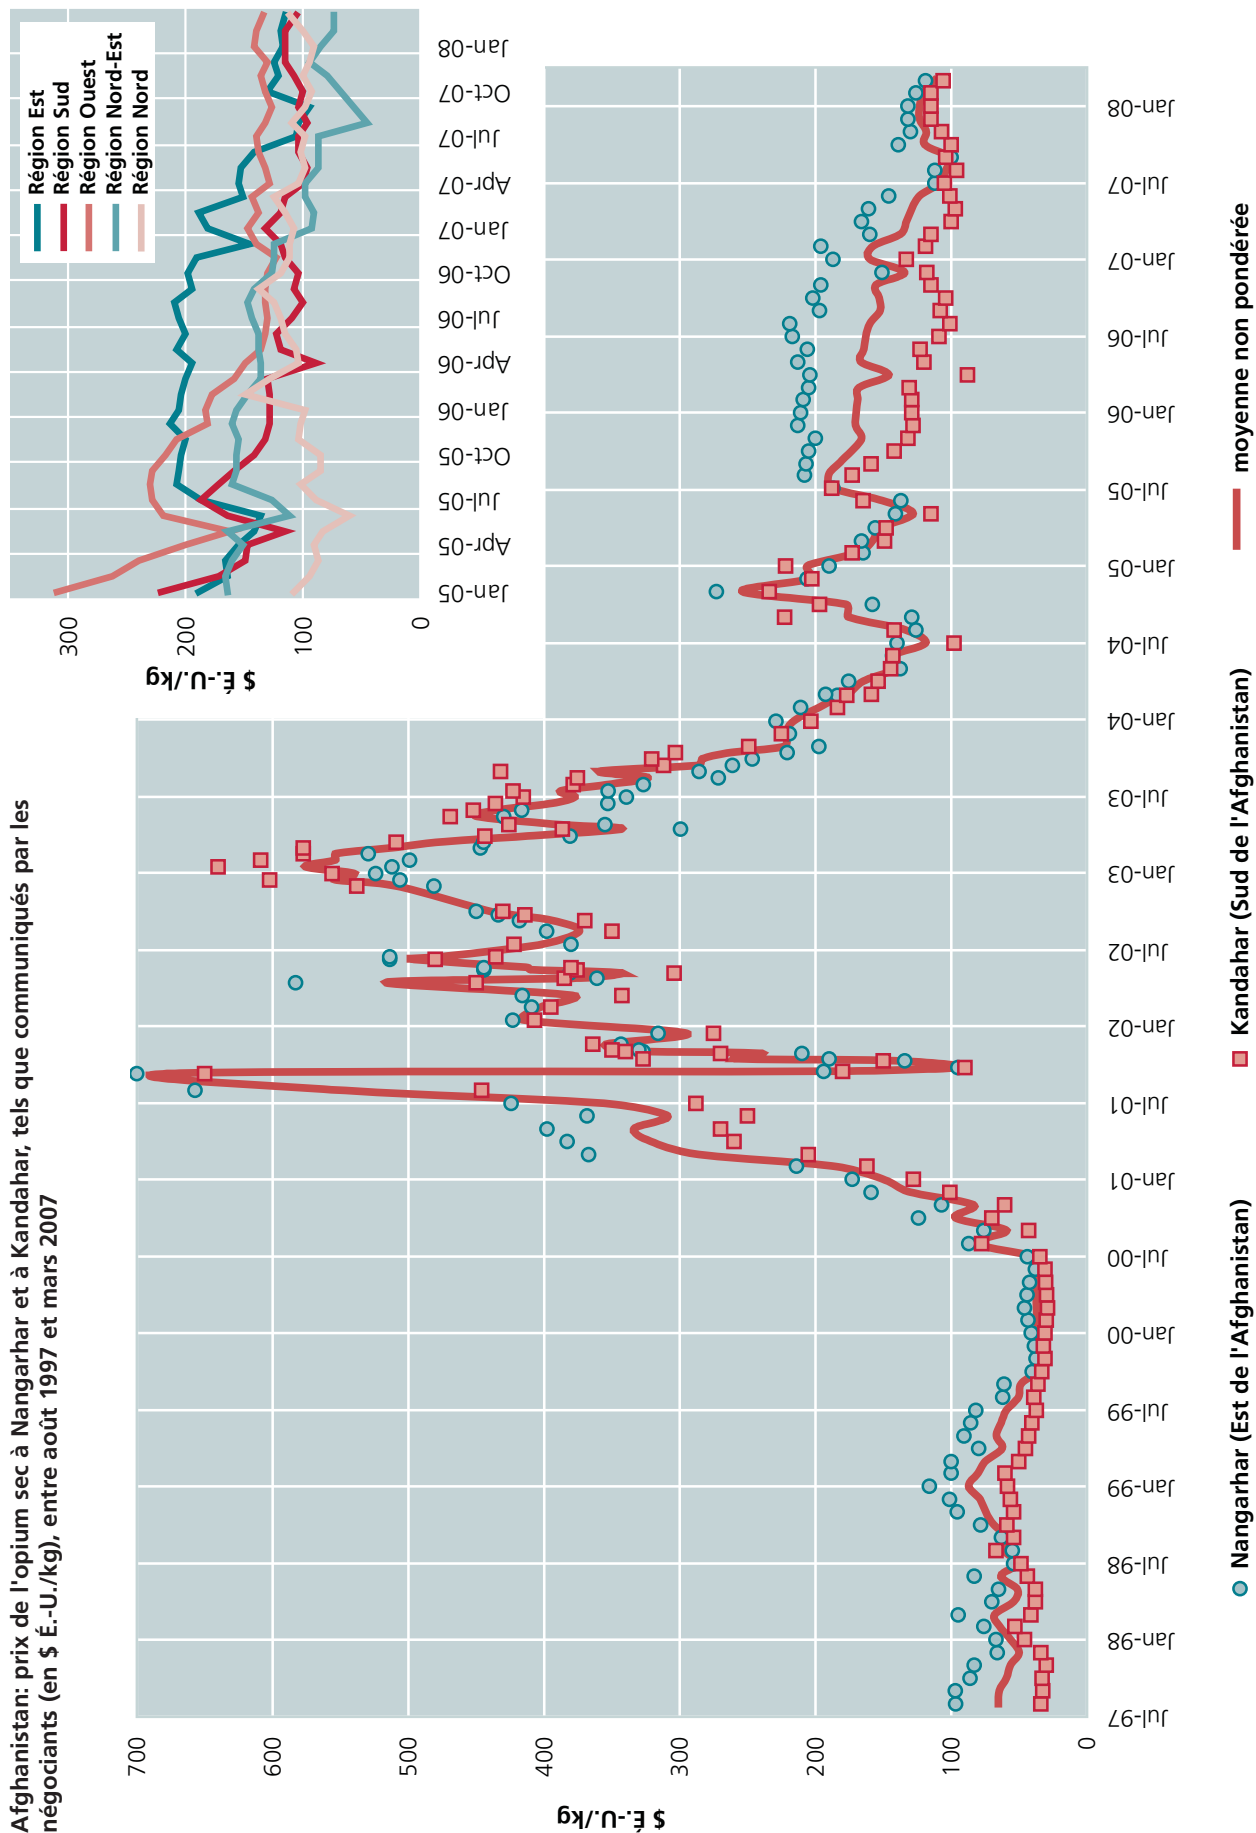 Afghanistan: prix de l'opium sec à Nangarhar et à Kandahar, tels que communiqués par les
négociants (en $ É.-U./kg), entre août 1997 et mars 2007
$ É.-U./kg
700
600
500
400
300
200
100
0
Jul-97
Jan-98
Jul-98
Jan-99
Jul-99
Jan-00
Jul-00
Jan-01
Jul-01
Jan-02
Jul-02
Jan-03
Jul-03
Jan-04
Jul-04
Jan-05
Jul-05
Jan-06
Jul-06
Jan-07
Jul-07
Jan-08
$ É.-U./kg
300
200
100
0
Jan-05
Apr-05
Jul-05
Oct-05
Jan-06
Apr-06
Jul-06
Oct-06
Jan-07
Apr-07
Jul-07
Oct-07
Jan-08
Région Est
Région Sud
Région Ouest
Région Nord-Est
Région Nord
Nangarhar (Est de l'Afghanistan)
Kandahar (Sud de l'Afghanistan)
moyenne non pondérée